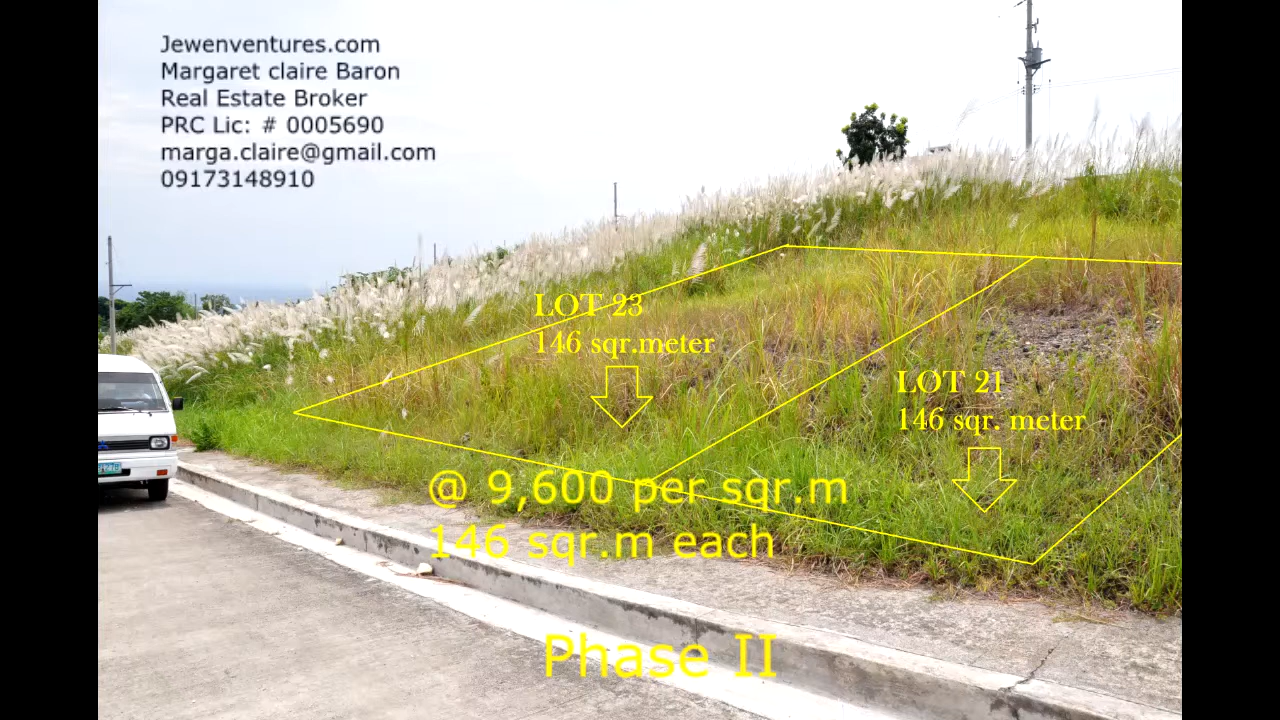 Jewenventures.com
Margaret claire Baron
Real Estate Broker
PRC Lic: # 0005690
marga.claire@gmail.com
09173148910
LOT 23
146 sqr.meter
LOT 21
146 sqr. meter
@ 9,600 per sqr.m
146 sqr.m each
Phase II